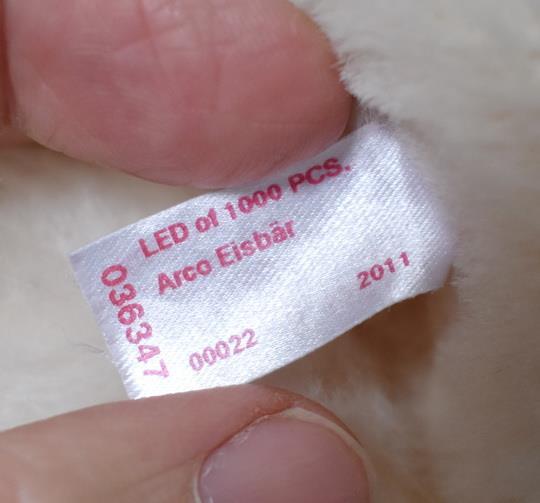 LED of 1000 PCS.
Arco Eisbär
2011
00022
036347